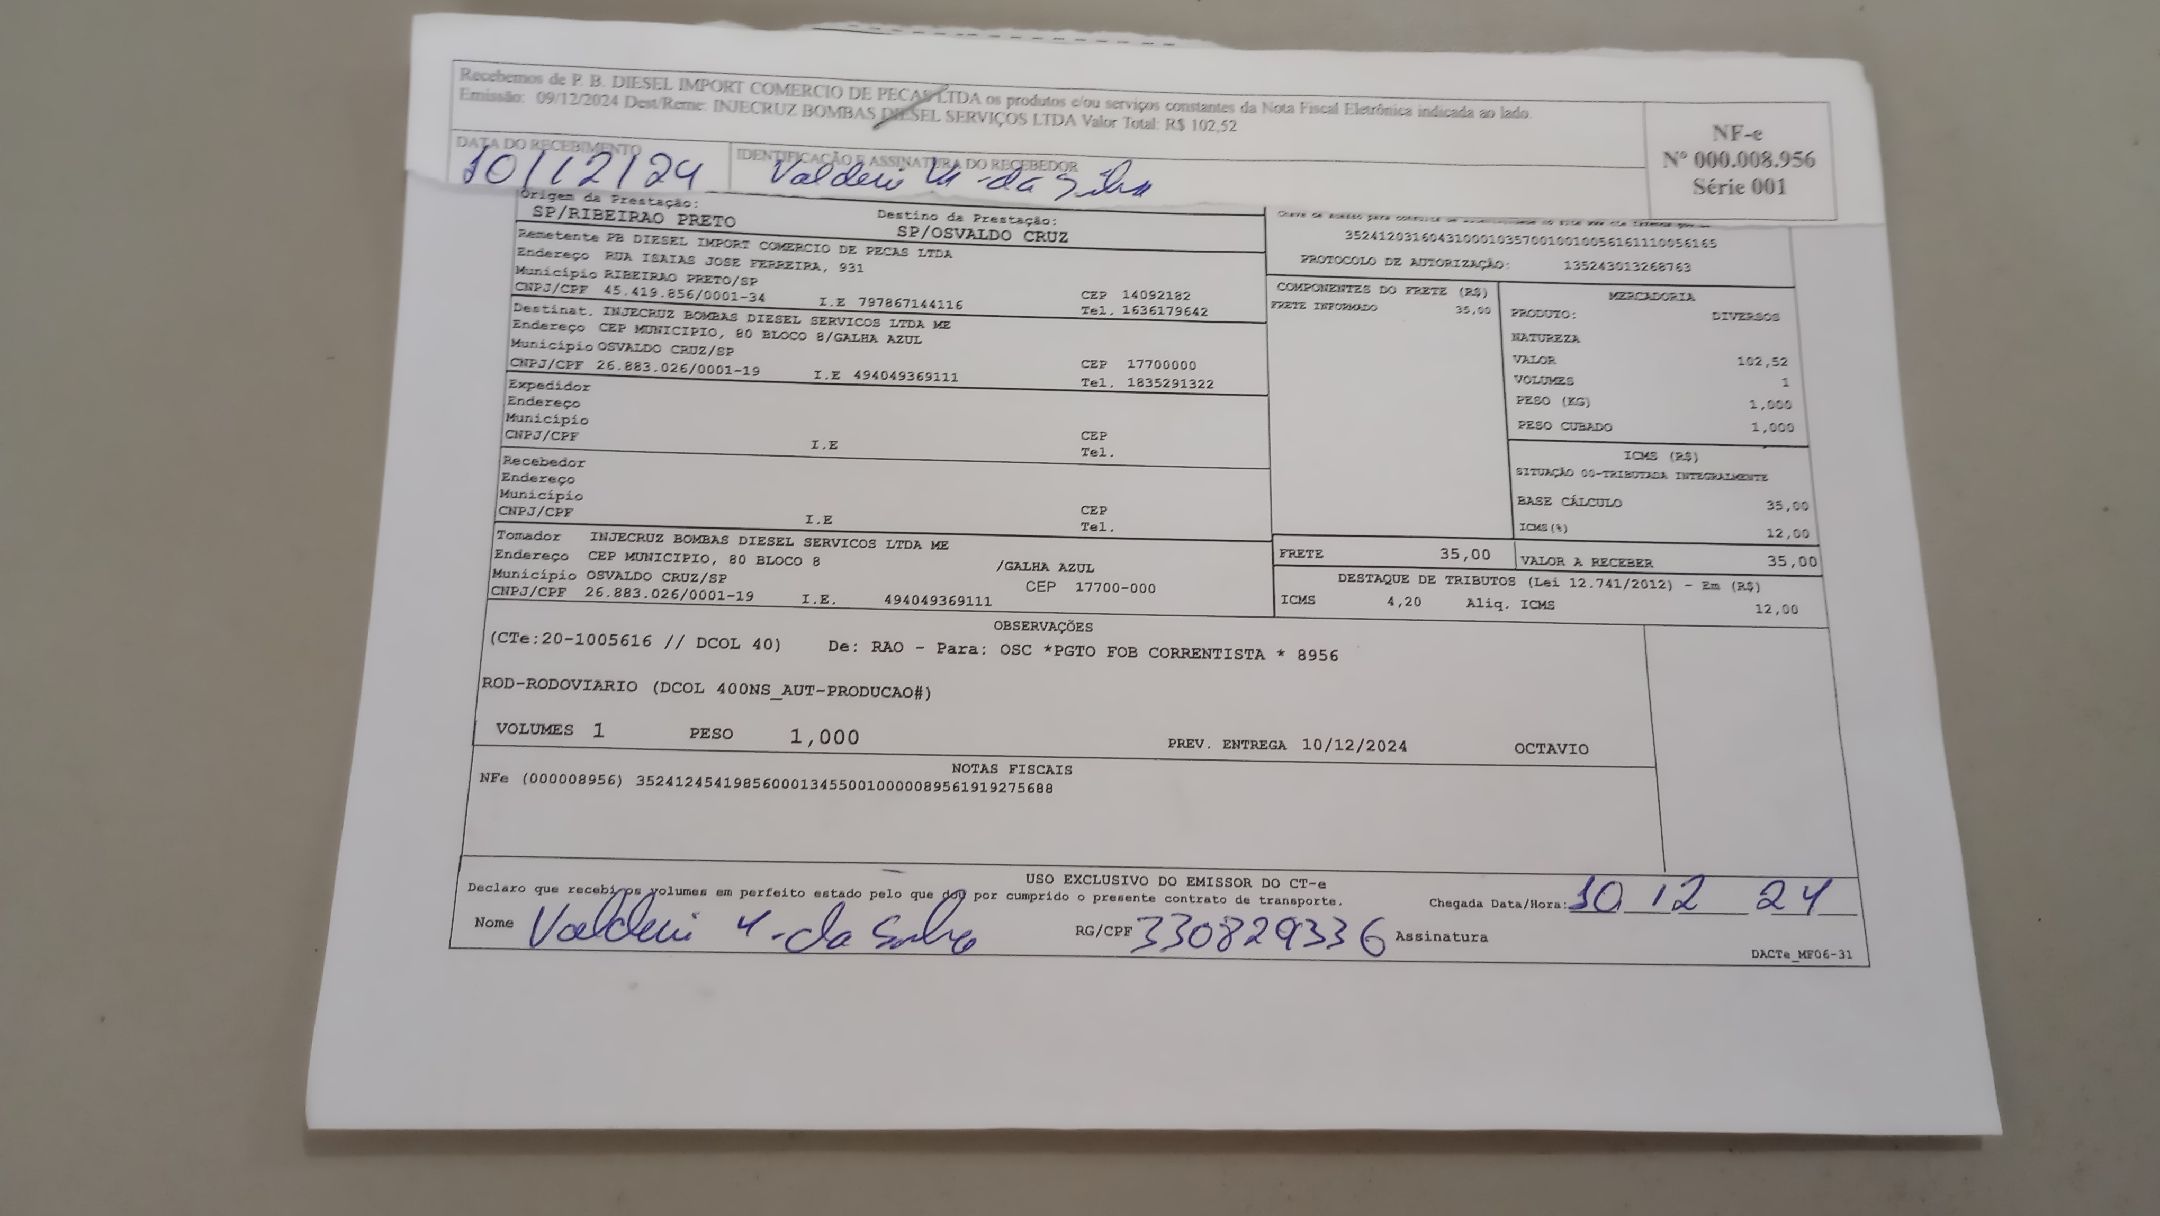 Recebemos de P. B. DIESEL IMPORT COMERCIO DE PECAS LTDA os produtos e/ou serviços constantes da Nota Fiscal Eletrônica indicada ao lado.
Emissão: 09/12/2024 Dest/Reme: INJECRUZ BOMBAS DIESEL SERVIÇOS LTDA Valor Total: R$ 102,52
NF-e
Nº 000.008.956
Série 001
DATA DO RECEBIMENTO IDENTIFICAÇÃO E ASSINATURA DO RECEBEDOR
10/12/24 da Silva
Origem da Prestação: Destino da Prestação:
SP/RIBEIRAO PRETO SP/OSVALDO CRUZ
Remetente PB DIESEL IMPORT COMERCIO DE PECAS LTDA
Endereço RUA ISAIAS JOSE FERREIRA, 931
Município RIBEIRAO PRETO/SP CEP 14092182
CNPJ/CPF 45.419.856/0001-34 I.E 797867144116 Tel. 1636179642
Destinat. INJECRUZ BOMBAS DIESEL SERVICOS LTDA ME
Endereço CEP MUNICIPIO, 80 BLOCO 8/GALHA AZUL
Município OSVALDO CRUZ/SP CEP 17700000
CNPJ/CPF 26.883.026/0001-19 I.E 494049369111 Tel. 1835291322
Expedidor
Endereço
Município CEP
CNPJ/CPF I.E Tel.
Recebedor
Endereço
Município CEP
CNPJ/CPF I.E Tel.
Tomador INJECRUZ BOMBAS DIESEL SERVICOS LTDA ME
Endereço CEP MUNICIPIO, 80 BLOCO 8 /GALHA AZUL
Município OSVALDO CRUZ/SP CEP 17700-000
CNPJ/CPF 26.883.026/0001-19 I.E. 494049369111
35241203160431000103570010010056161110056165
PROTOCOLO DE AUTORIZAÇÃO: 135243013268763
COMPONENTES DO FRETE (R$)
FRETE INFORMADO 35,00
MERCADORIA
PRODUTO: DIVERSOS
NATUREZA
VALOR 102,52
VOLUMES 1
PESO (KG) 1,000
PESO CUBADO 1,000
ICMS (R$)
SITUAÇÃO 00-TRIBUTADA INTEGRALMENTE
BASE CÁLCULO 35,00
ICMS(%) 12,00
FRETE 35,00 VALOR A RECEBER 35,00
DESTAQUE DE TRIBUTOS (Lei 12.741/2012) - Em (R$)
ICMS 4,20 Aliq. ICMS 12,00
OBSERVAÇÕES
(CTe:20-1005616 // DCOL 40) De: RAO - Para: OSC *PGTO FOB CORRENTISTA * 8956
ROD-RODOVIARIO (DCOL 400NS_AUT-PRODUCAO#)
VOLUMES 1 PESO 1,000 PREV. ENTREGA 10/12/2024 OCTAVIO
NOTAS FISCAIS
NFe (000008956) 35241245419856000134550010000089561919275688
USO EXCLUSIVO DO EMISSOR DO CT-e
Declaro que recebi os volumes em perfeito estado pelo que dou por cumprido o presente contrato de transporte. Chegada Data/Hora: 10 12 24
Nome da Silva RG/CPF 330829336 Assinatura
DACTe_MF06-31